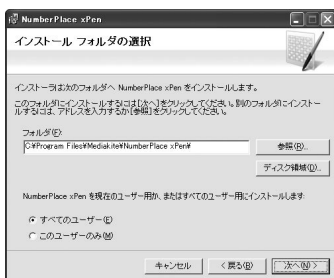 NumberPlace xPen
インストール フォルダの選択
インストーラは次のフォルダへ NumberPlace xPen をインストールします。
このフォルダにインストールするには[次へ]をクリックしてください。別のフォルダにインストー
ルするには、アドレスを入力するか[参照]をクリックしてください。
フォルダ(F):
C:¥Program Files¥Mediakite¥NumberPlace xPen¥
参照(R)...
ディスク領域(D)...
NumberPlace xPen を現在のユーザー用か、またはすべてのユーザー用にインストールします:
すべてのユーザー(E)
このユーザーのみ(M)
キャンセル
< 戻る(B)
次へ(N) >